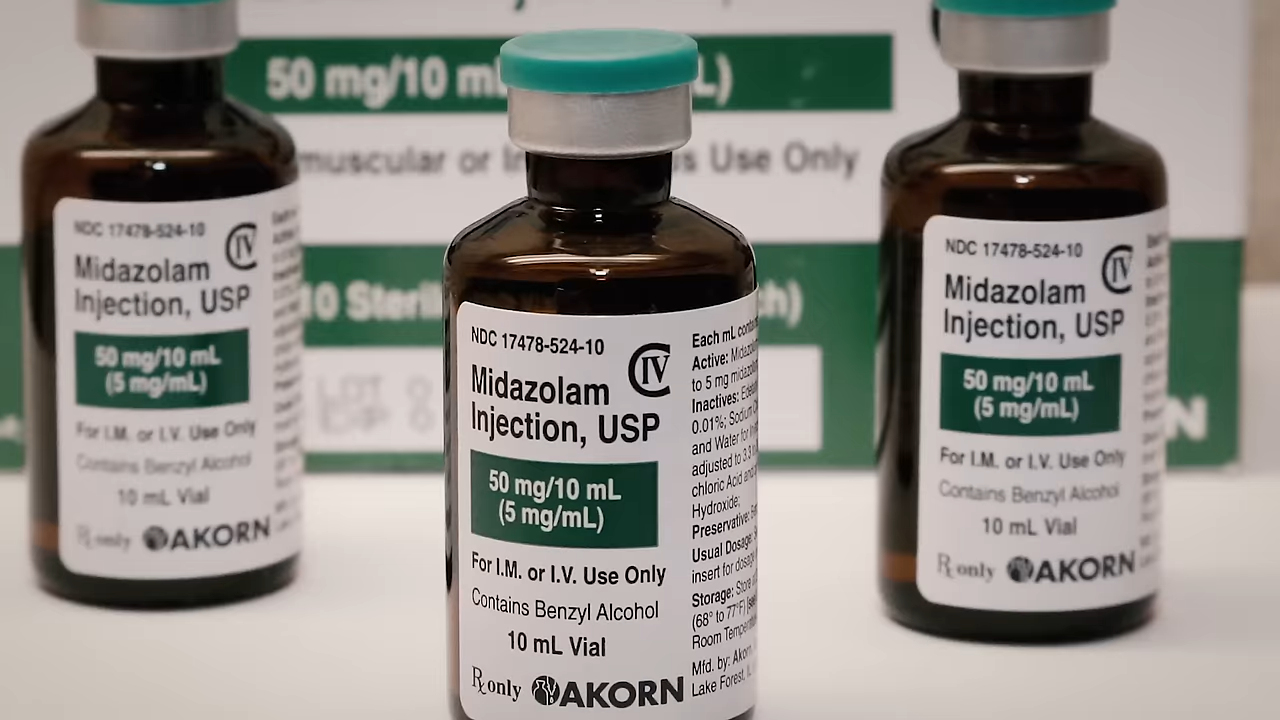 50 mg/10 mL
muscular or In
s Use Only
10 Steril
NDC 17478-524-10
CIV
Midazolam
Injection, USP
50 mg/10 mL
(5 mg/mL)
For I.M. or I.V. Use Only
Contains Benzyl Alcohol
10 mL Vial
Rx only AKORN
NDC 17478-524-10
CIV
Midazolam
Injection, USP
50 mg/10 mL
(5 mg/mL)
For I.M. or I.V. Use Only
Contains Benzyl Alcohol
10 mL Vial
Rx only AKORN
Each mL
Active:
to 5 mg
Inactives:
0.01%; Sodium
and Water for
adjusted to
chloric Acid
Hydroxide;
Preservative:
Usual Dosage:
insert for
Storage: Store
(68° to 77°F)
Room
Mfd. by: Akorn
Lake Forest,
NDC 17478-524-10
CIV
Midazolam
Injection, USP
50 mg/10 mL
(5 mg/mL)
For I.M. or I.V. Use Only
Contains Benzyl Alcohol
10 mL Vial
Rx only AKORN